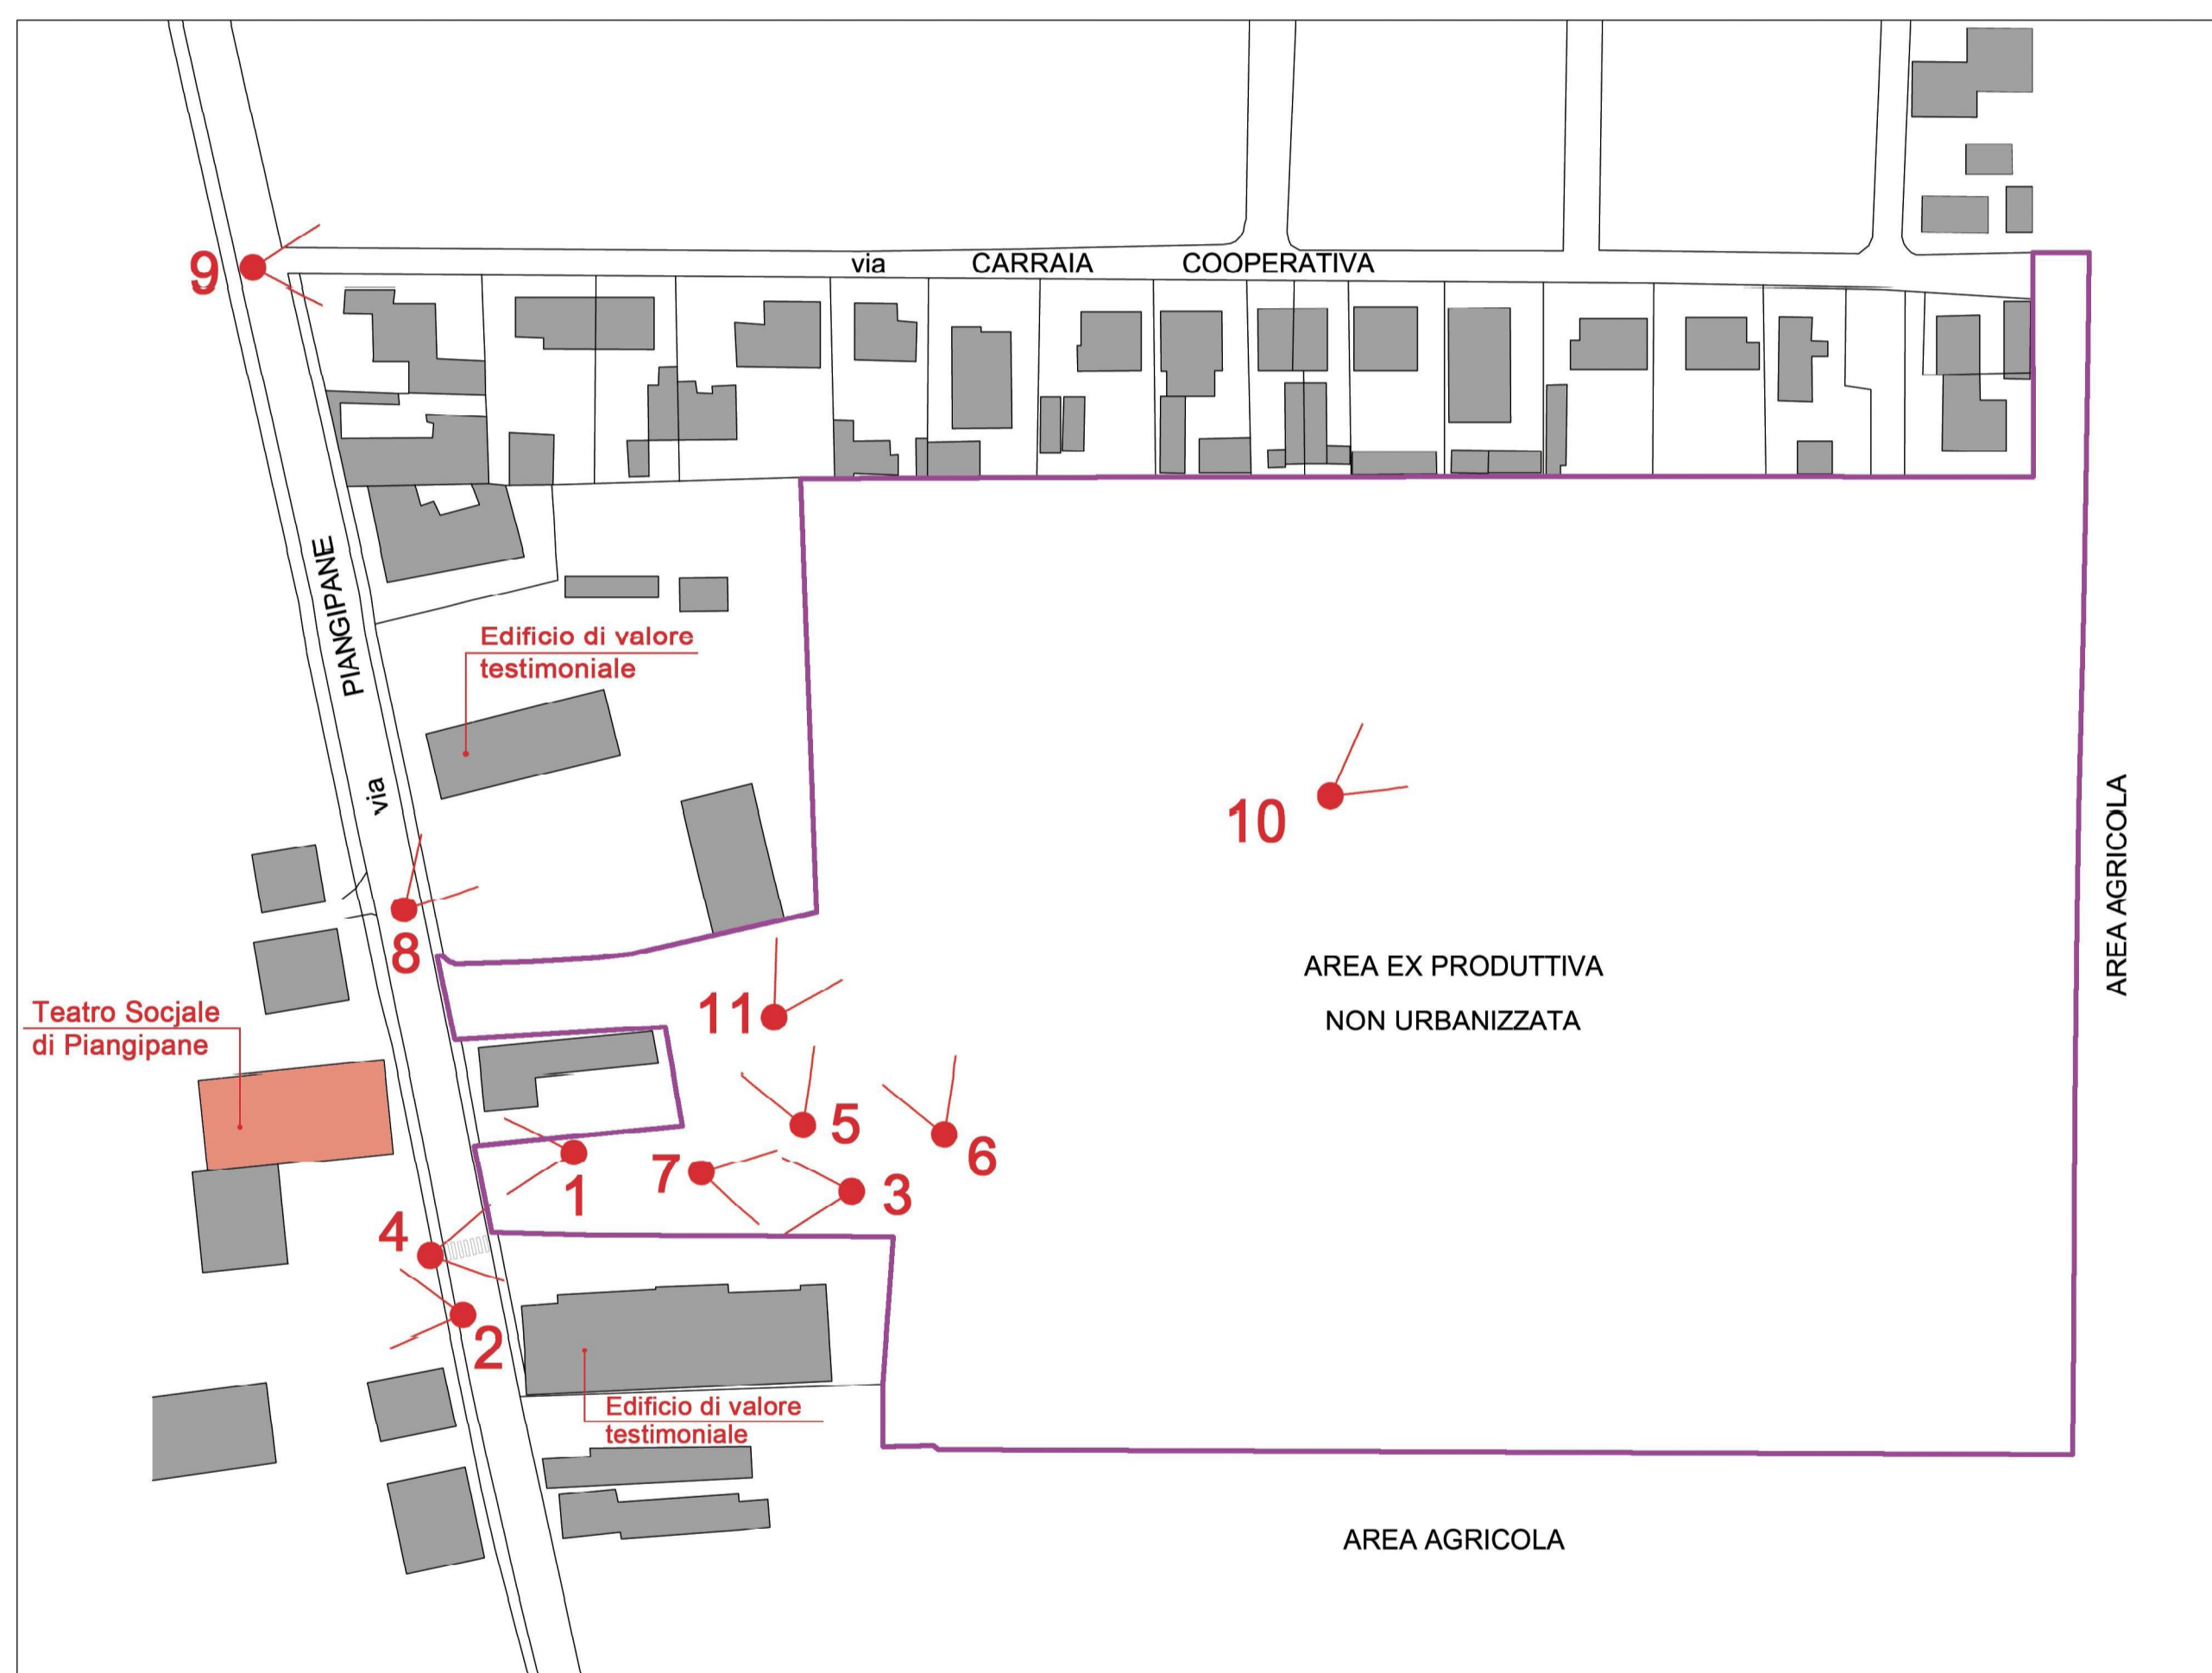 9
via CARRAIA COOPERATIVA
PIANGIPANE
via
Edificio di valore
testimoniale
10
AREA AGRICOLA
8
AREA EX PRODUTTIVA
NON URBANIZZATA
Teatro Socjale
di Piangipane
11
5
6
7
3
1
4
2
Edificio di valore
testimoniale
AREA AGRICOLA